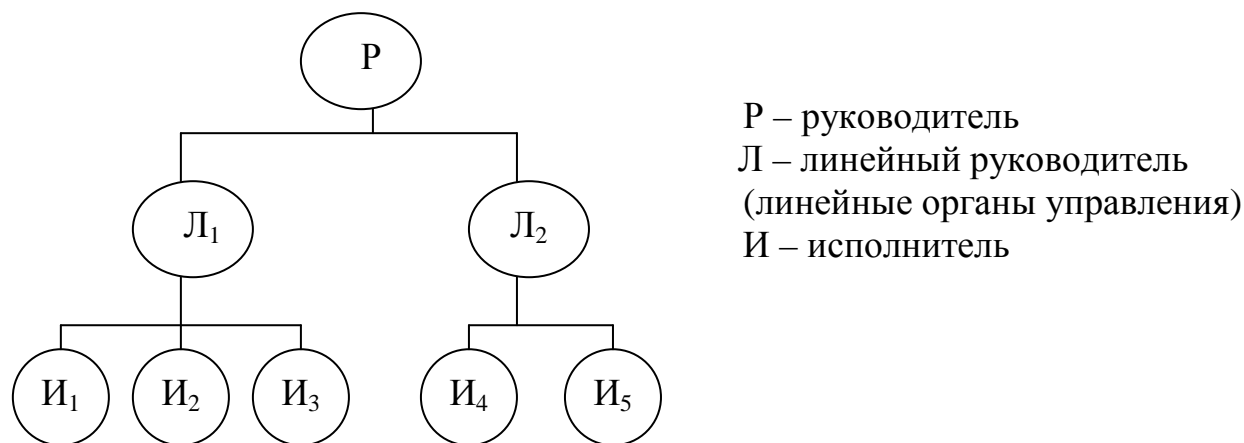 Р
Р – руководитель
Л – линейный руководитель
(линейные органы управления)
И – исполнитель
Л₁ Л₂
И₁ И₂ И₃ И₄ И₅